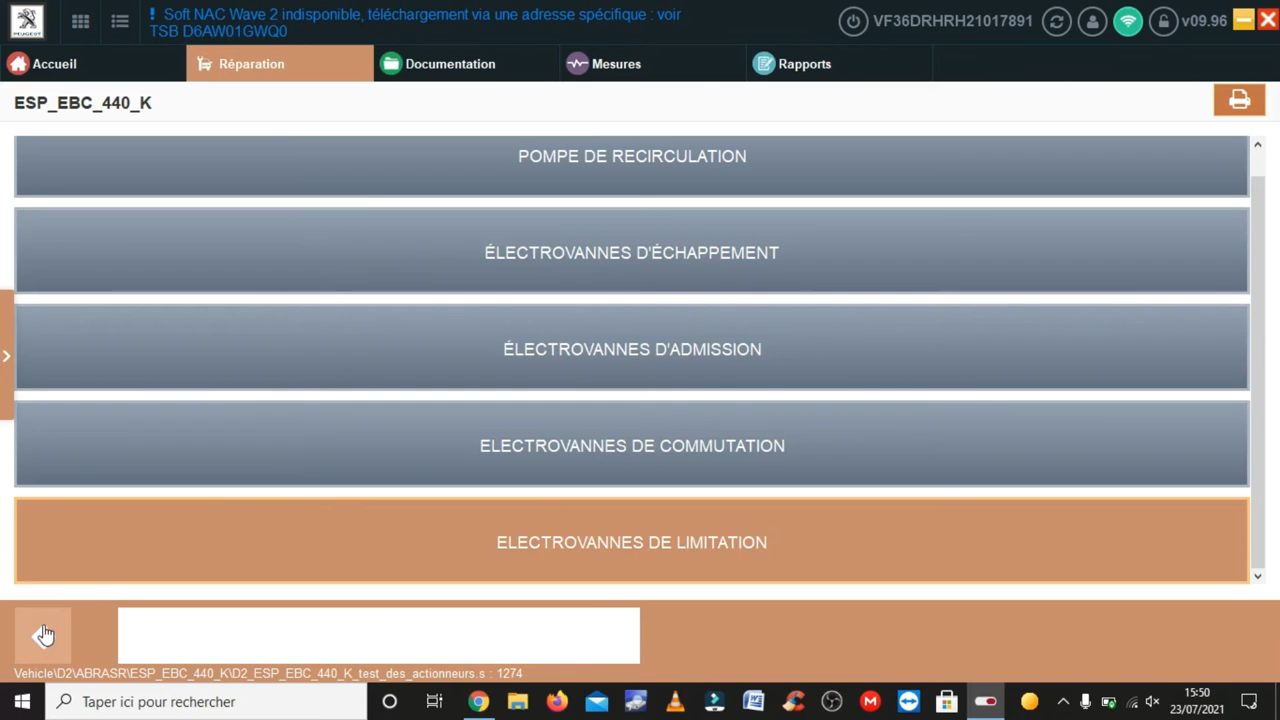 PEUGEOT
! Soft NAC Wave 2 indisponible, téléchargement via une adresse spécifique : voir
TSB D6AW01GWQ0
VF36DRHRH21017891
v09.96
Accueil
Réparation
Documentation
Mesures
Rapports
ESP_EBC_440_K
POMPE DE RECIRCULATION
ÉLECTROVANNES D'ÉCHAPPEMENT
ÉLECTROVANNES D'ADMISSION
ELECTROVANNES DE COMMUTATION
ELECTROVANNES DE LIMITATION
Vehicle\D2\ABRASR\ESP_EBC_440_K\D2_ESP_EBC_440_K_test_des_actionneurs.s : 1274
Taper ici pour rechercher
15:50
23/07/2021